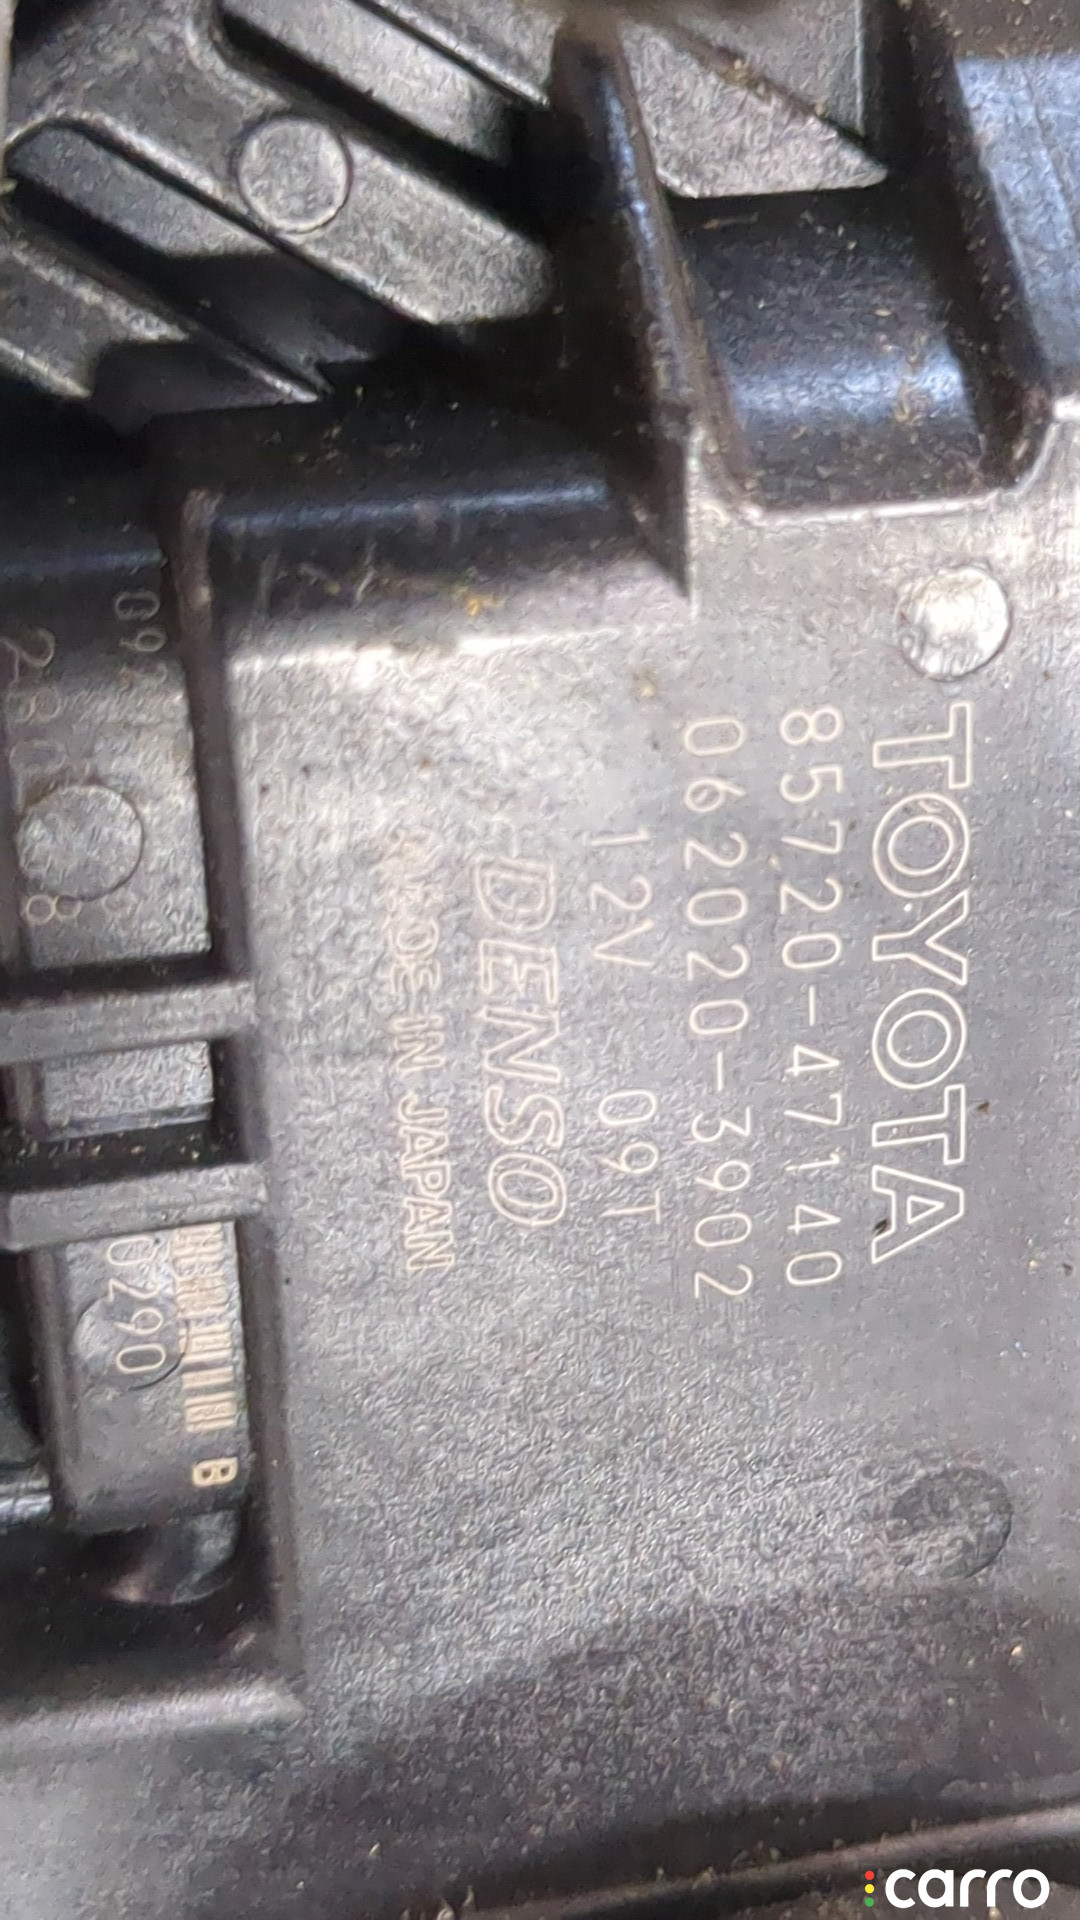 TOYOTA
85720-47140
062020-3902
12V 09T
DENSO
MADE IN JAPAN
0290
B
carro